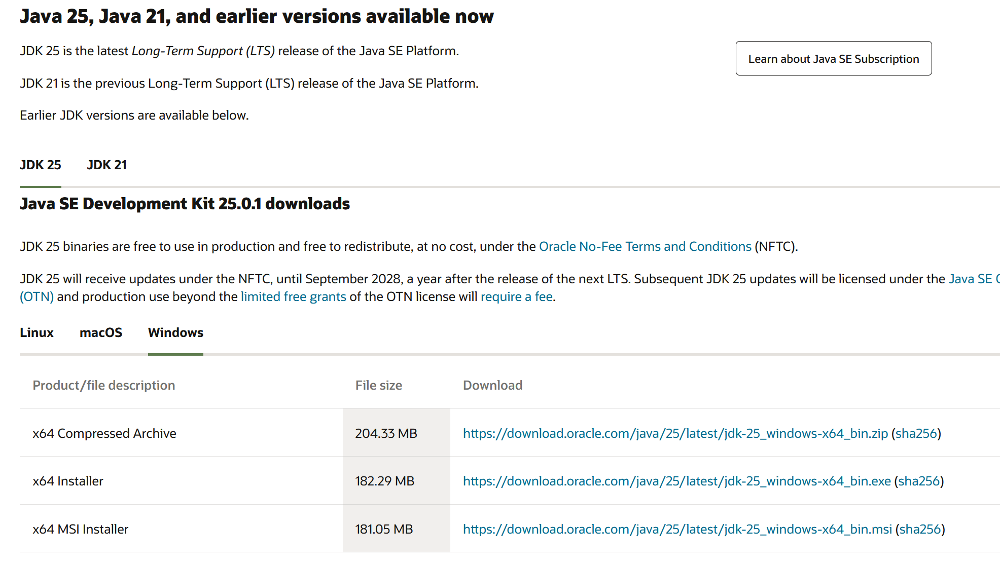 Java 25, Java 21, and earlier versions available now
JDK 25 is the latest Long-Term Support (LTS) release of the Java SE Platform.
Learn about Java SE Subscription
JDK 21 is the previous Long-Term Support (LTS) release of the Java SE Platform.
Earlier JDK versions are available below.
JDK 25 JDK 21
Java SE Development Kit 25.0.1 downloads
JDK 25 binaries are free to use in production and free to redistribute, at no cost, under the Oracle No-Fee Terms and Conditions (NFTC).
JDK 25 will receive updates under the NFTC, until September 2028, a year after the release of the next LTS. Subsequent JDK 25 updates will be licensed under the Java SE
(OTN) and production use beyond the limited free grants of the OTN license will require a fee.
Linux macOS Windows
Product/file description File size Download
x64 Compressed Archive 204.33 MB https://download.oracle.com/java/25/latest/jdk-25_windows-x64_bin.zip (sha256)
x64 Installer 182.29 MB https://download.oracle.com/java/25/latest/jdk-25_windows-x64_bin.exe (sha256)
x64 MSI Installer 181.05 MB https://download.oracle.com/java/25/latest/jdk-25_windows-x64_bin.msi (sha256)